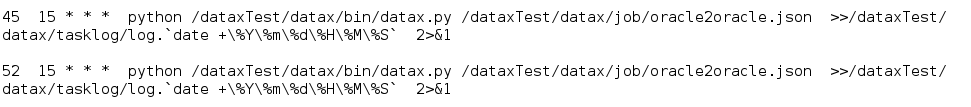 45  15 * * *  python /dataxTest/datax/bin/datax.py /dataxTest/datax/job/oracle2oracle.json  >>/dataxTest/
datax/tasklog/log.`date +\%Y\%m\%d\%H\%M\%S`  2>&1
52  15 * * *  python /dataxTest/datax/bin/datax.py /dataxTest/datax/job/oracle2oracle.json  >>/dataxTest/
datax/tasklog/log.`date +\%Y\%m\%d\%H\%M\%S`  2>&1